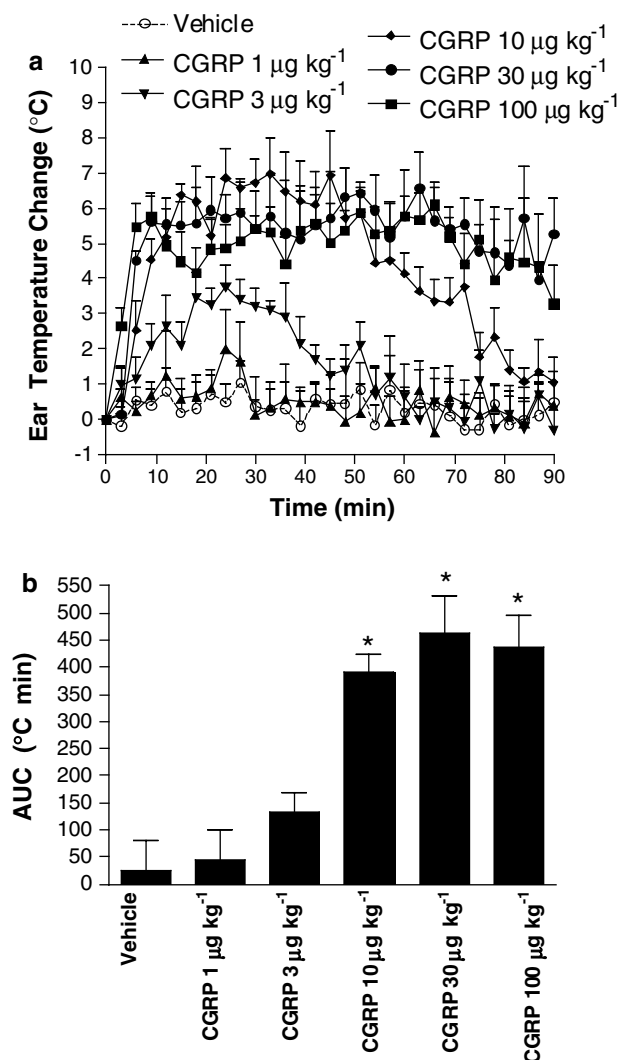 Vehicle
CGRP 1 µg kg-1
CGRP 3 µg kg-1
CGRP 10 µg kg-1
CGRP 30 µg kg-1
CGRP 100 µg kg-1
a
Ear Temperature Change (°C)
10
9
8
7
6
5
4
3
2
1
0
-1
0 10 20 30 40 50 60 70 80 90
Time (min)
b
AUC (°C min)
550
500
450
400
350
300
250
200
150
100
50
0
* * *
Vehicle
CGRP 1 µg kg-1
CGRP 3 µg kg-1
CGRP 10 µg kg-1
CGRP 30 µg kg-1
CGRP 100 µg kg-1